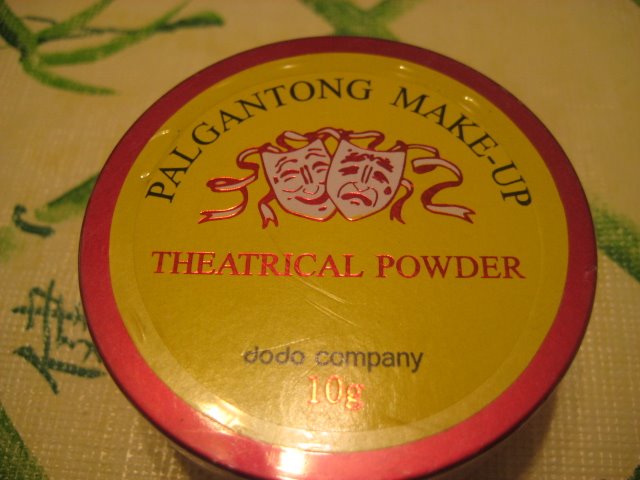 PALGANTONG MAKE-UP
THEATRICAL POWDER
dodo company
10g